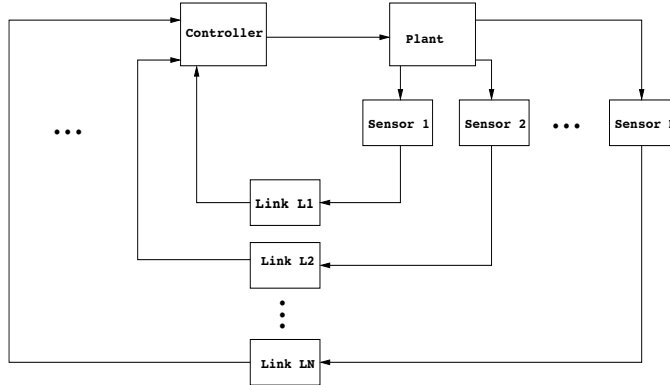 Controller
Plant
Sensor 1
Sensor 2
Sensor
Link L1
Link L2
Link LN